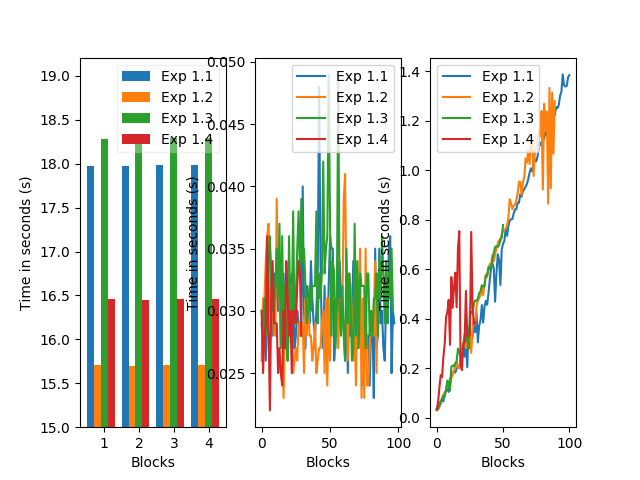 19.0
18.5
18.0
17.5
17.0
16.5
16.0
15.5
15.0
Time in seconds (s)
1 2 3 4
Blocks
Exp 1.1
Exp 1.2
Exp 1.3
Exp 1.4
0.050
0.045
0.040
0.035
0.030
0.025
Time in seconds (s)
0 50 100
Blocks
Exp 1.1
Exp 1.2
Exp 1.3
Exp 1.4
1.4
1.2
1.0
0.8
0.6
0.4
0.2
0.0
Time in seconds (s)
0 50 100
Blocks
Exp 1.1
Exp 1.2
Exp 1.3
Exp 1.4